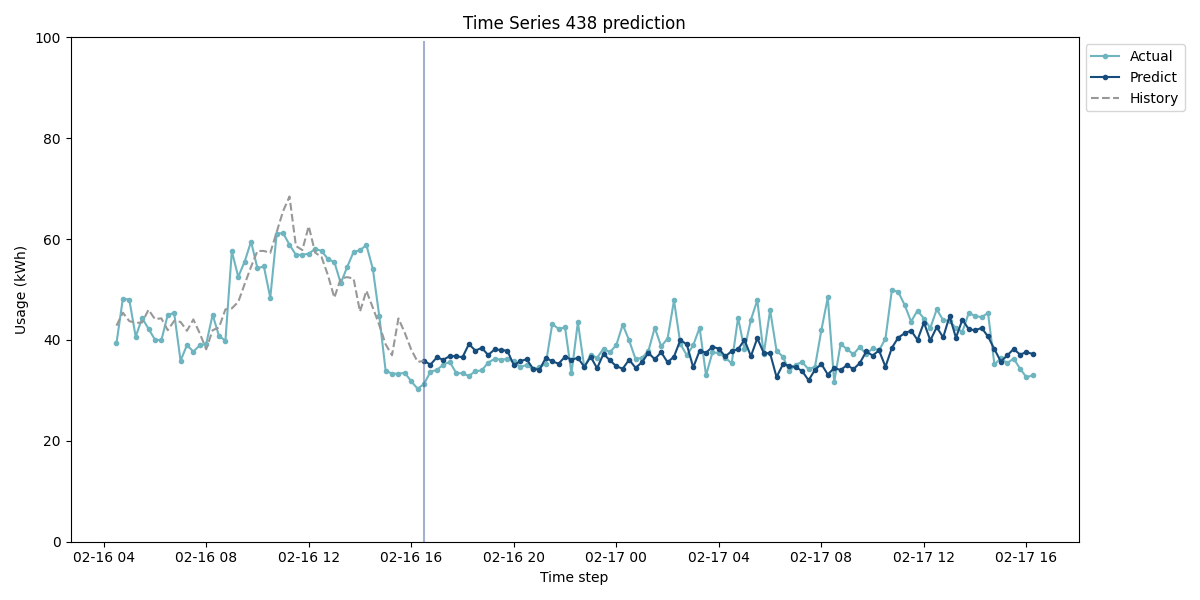 Time Series 438 prediction
Usage (kWh)
100
80
60
40
20
0
02-16 04
02-16 08
02-16 12
02-16 16
02-16 20
02-17 00
02-17 04
02-17 08
02-17 12
02-17 16
Time step
Actual
Predict
History